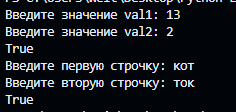 Введите значение val1: 13
Введите значение val2: 2
True
Введите первую строчку: кот
Введите вторую строчку: ток
True